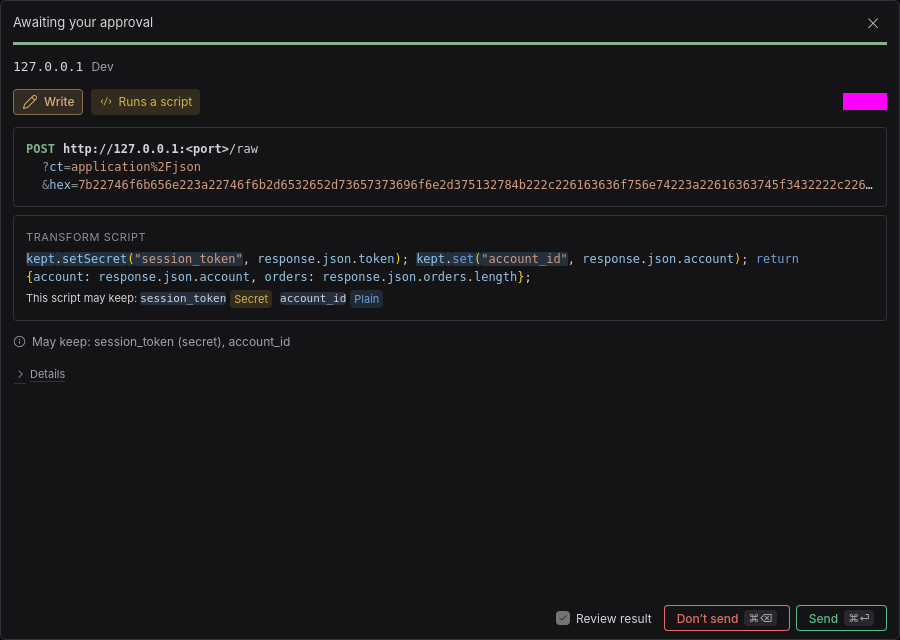 Awaiting your approval
127.0.0.1 Dev
Write
</> Runs a script
POST http://127.0.0.1:<port>/raw
?ct=application%2Fjson
&hex=7b22746f6b656e223a22746f6b2d6532652d73657373696f6e2d375132784b222c226163636f756e74223a22616363745f3432222c226…
TRANSFORM SCRIPT
kept.setSecret("session_token", response.json.token); kept.set("account_id", response.json.account); return
{account: response.json.account, orders: response.json.orders.length};
This script may keep: session_token Secret account_id Plain
May keep: session_token (secret), account_id
Details
Review result
Don't send ⌘⌫
Send ⌘⏎